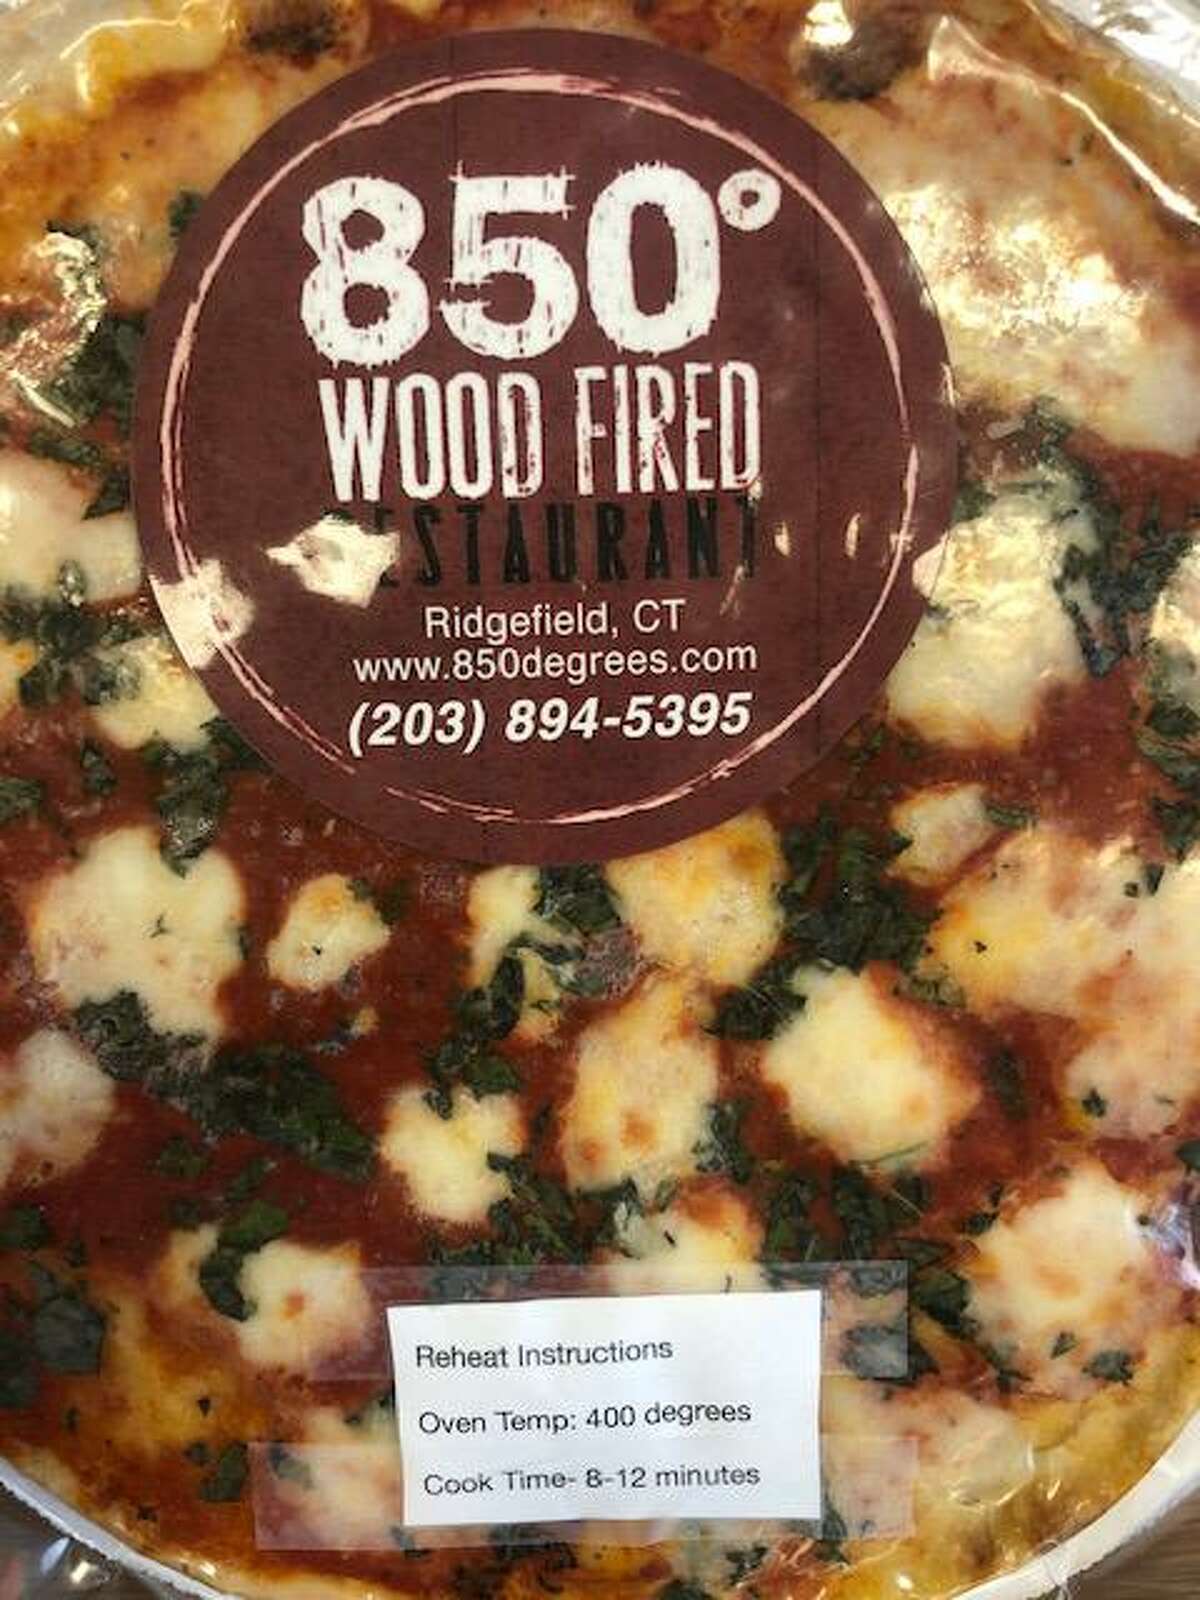 850°
WOOD FIRED
RESTAURANT
Ridgefield, CT
www.850degrees.com
(203) 894-5395
Reheat Instructions
Oven Temp: 400 degrees
Cook Time- 8-12 minutes